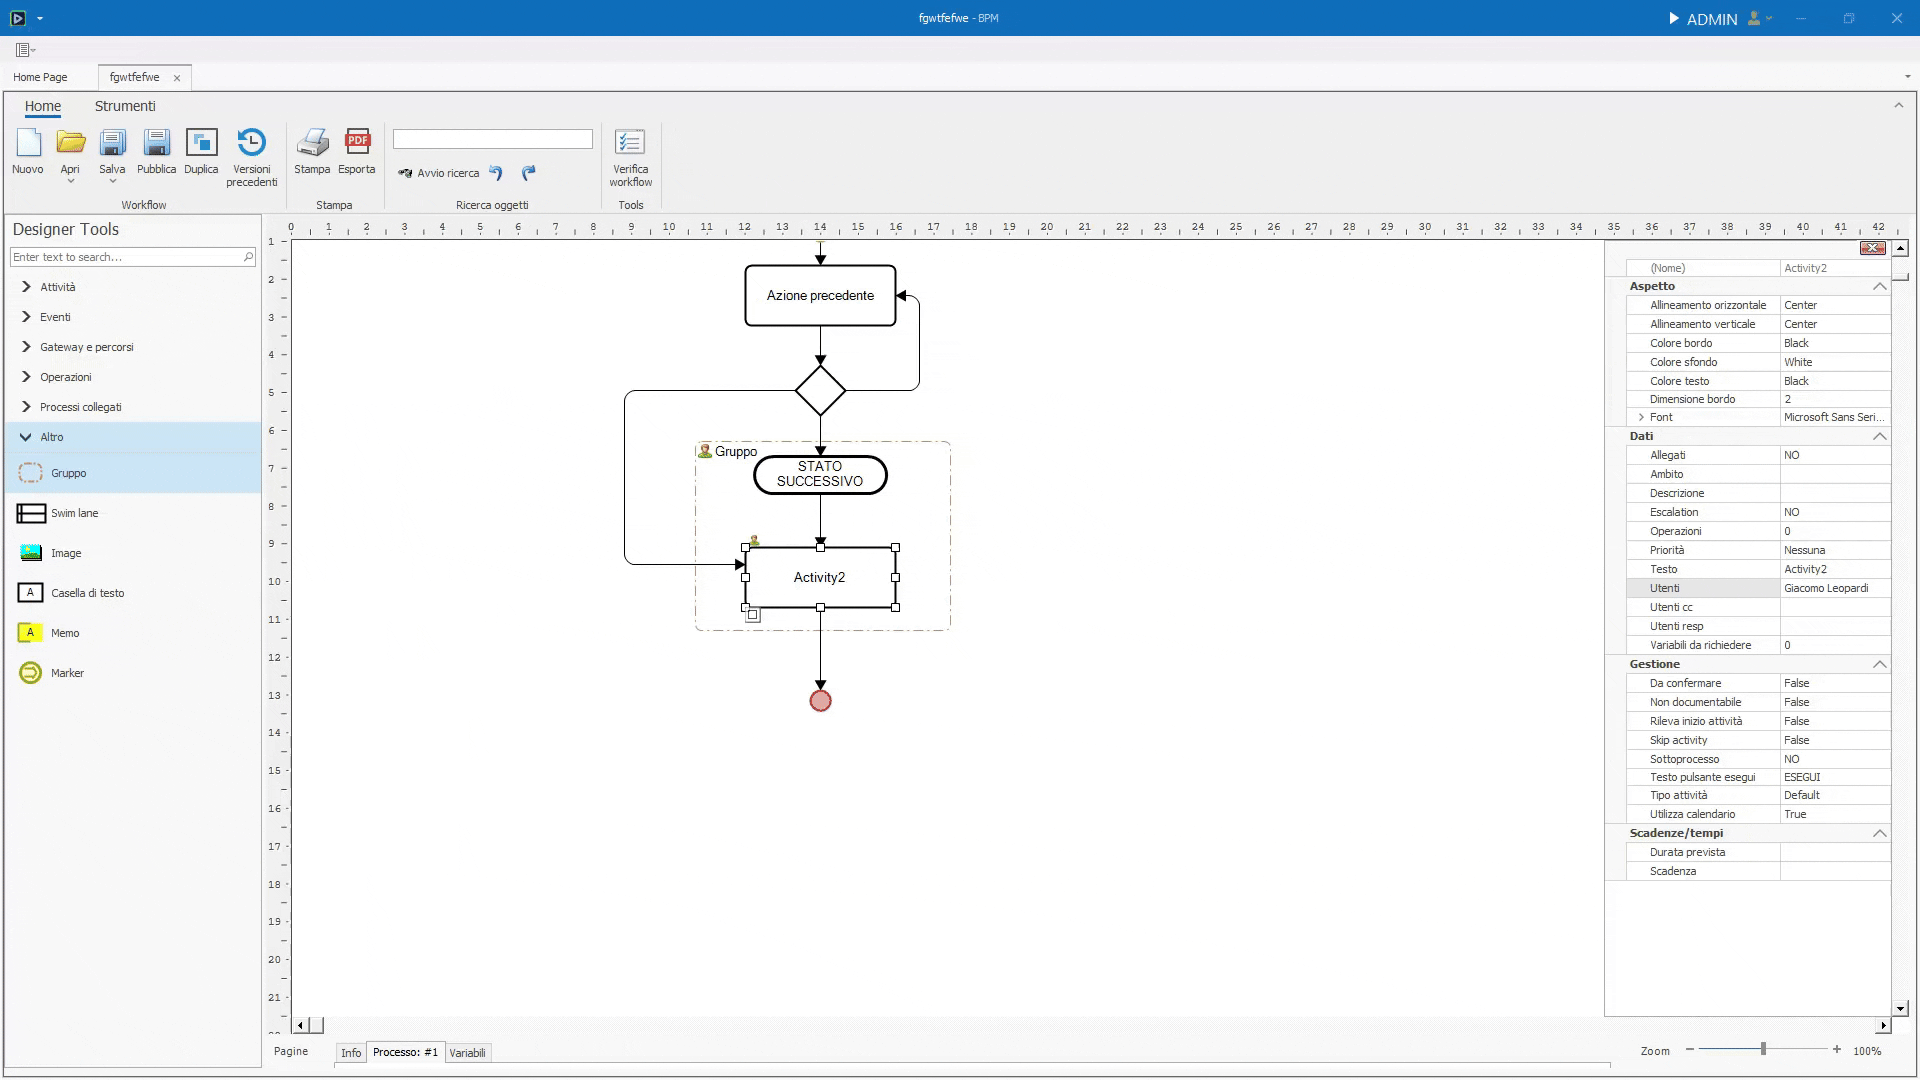 fgwtfefwe - BPM
ADMIN
Home Page
fgwtfefwe
Home
Strumenti
Nuovo
Apri
Salva
Pubblica
Duplica
Versioni
precedenti
Stampa
PDF
Esporta
Avvio ricerca
Verifica
workflow
Workflow
Stampa
Ricerca oggetti
Tools
Designer Tools
Enter text to search...
Attività
Eventi
Gateway e percorsi
Operazioni
Processi collegati
Altro
Gruppo
Swim lane
Image
A Casella di testo
A Memo
Marker
0 1 2 3 4 5 6 7 8 9 10 11 12 13 14 15 16 17 18 19 20 21 22 23 24 25 26 27 28 29 30 31 32 33 34 35 36 37 38 39 40 41 42
1
2
3
4
5
6
7
8
9
10
11
12
13
14
15
16
17
18
19
20
21
Azione precedente
Gruppo
STATO
SUCCESSIVO
Activity2
(Nome) Activity2
Aspetto
Allineamento orizzontale Center
Allineamento verticale Center
Colore bordo Black
Colore sfondo White
Colore testo Black
Dimensione bordo 2
Font Microsoft Sans Seri...
Dati
Allegati NO
Ambito
Descrizione
Escalation NO
Operazioni 0
Priorità Nessuna
Testo Activity2
Utenti Giacomo Leopardi
Utenti cc
Utenti resp
Variabili da richiedere 0
Gestione
Da confermare False
Non documentabile False
Rileva inizio attività False
Skip activity False
Sottoprocesso NO
Testo pulsante esegui ESEGUI
Tipo attività Default
Utilizza calendario True
Scadenze/tempi
Durata prevista
Scadenza
Pagine
Info
Processo: #1
Variabili
Zoom
100%